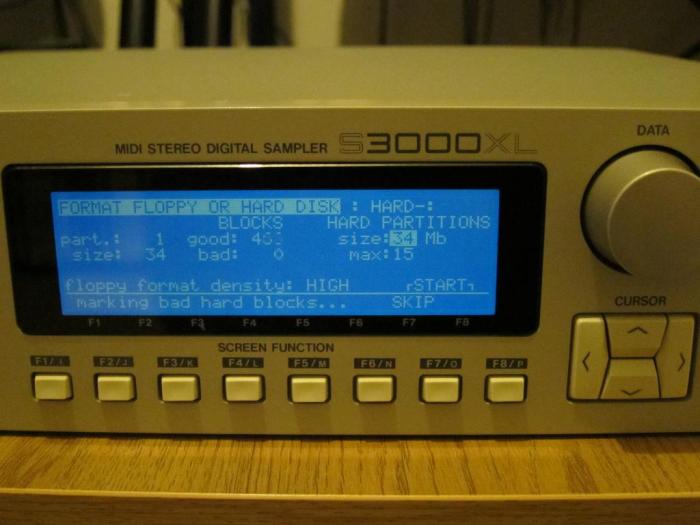 DATA
MIDI STEREO DIGITAL SAMPLER S3000XL
FORMAT FLOPPY OR HARD DISK : HARD-:
BLOCKS HARD PARTITIONS
part.: 1 good: size: 34 Mb
size: 34 bad: 0 max:15
floppy format density: HIGH START
marking bad hard blocks... SKIP
F1 F2 F3 F4 F5 F6 F7 F8
CURSOR
SCREEN FUNCTION
F1/I F2/J F3/K F4/L F5/M F6/N F7/O F8/P